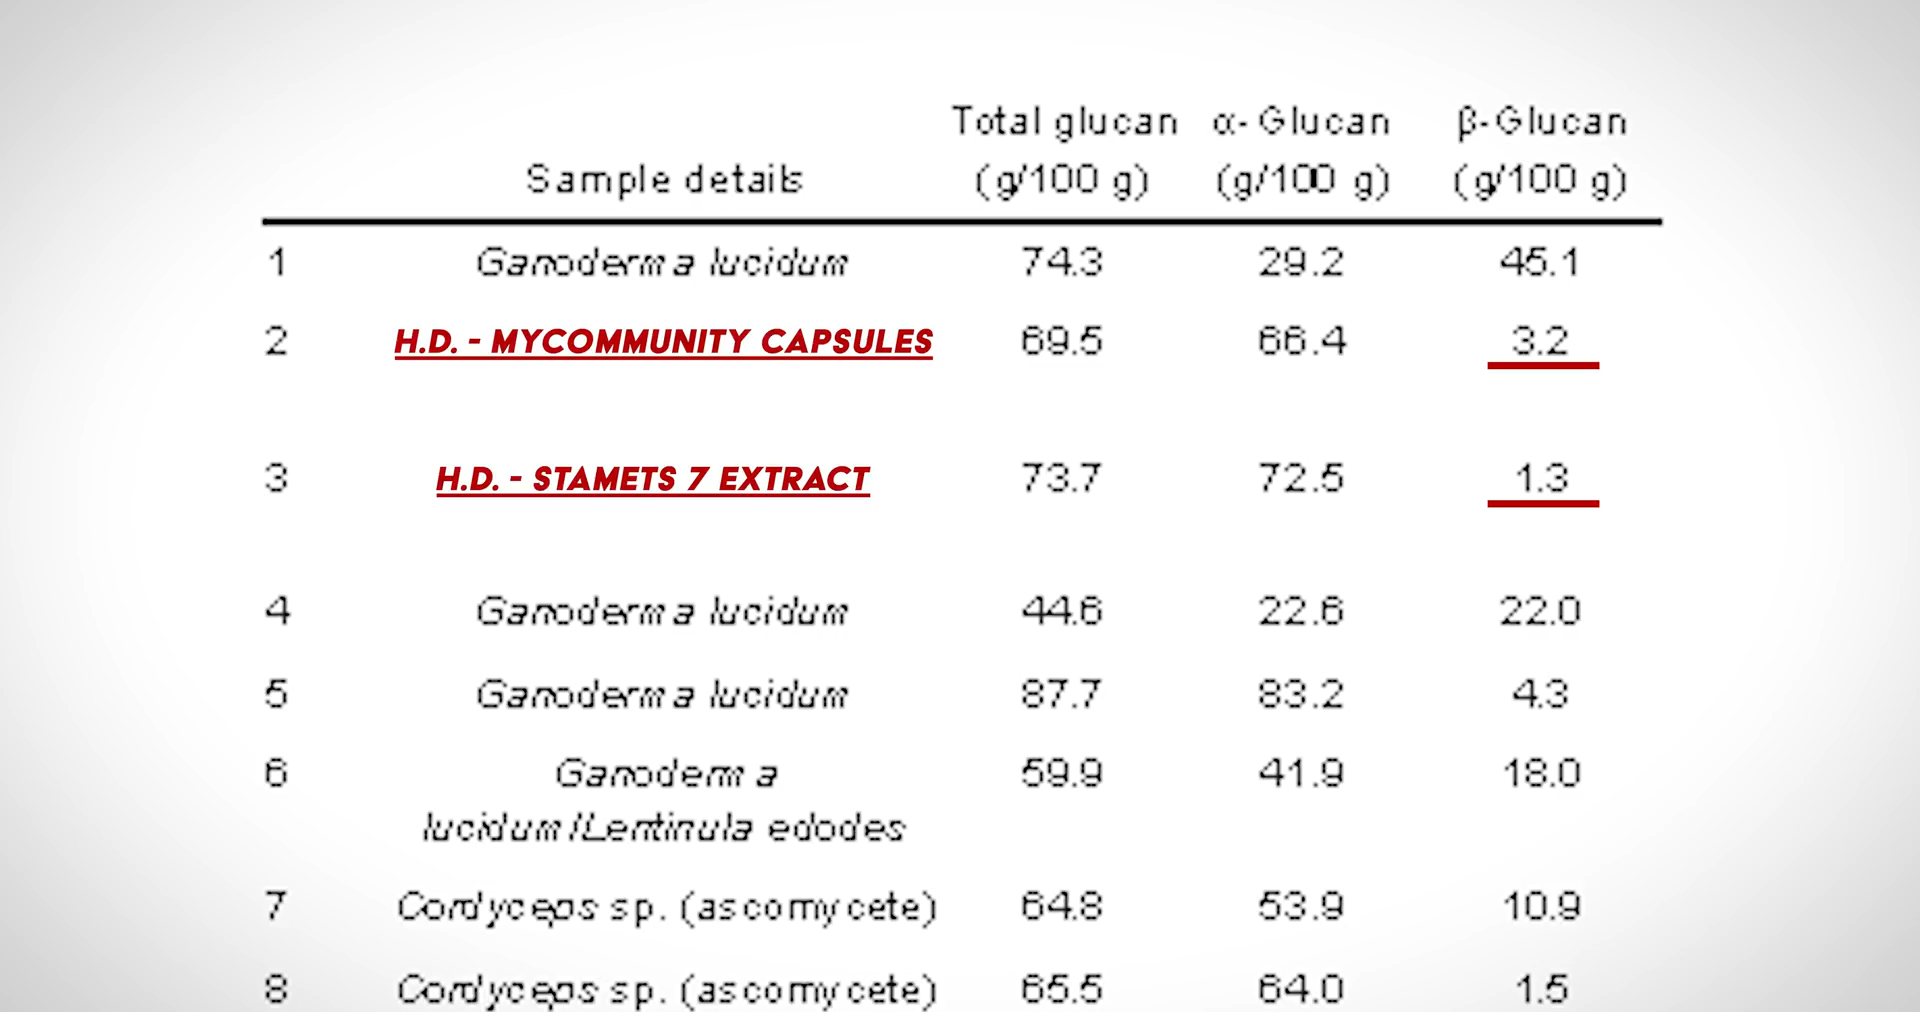 Total glucan α-Glucan β-Glucan
Sample details (g/100 g) (g/100 g) (g/100 g)
1 Ganoderma lucidum 74.3 29.2 45.1
2 H.D. - MYCOMMUNITY CAPSULES 69.5 66.4 3.2
3 H.D. - STAMETS 7 EXTRACT 73.7 72.5 1.3
4 Ganoderma lucidum 44.6 22.6 22.0
5 Ganoderma lucidum 87.7 83.2 4.3
6 Ganoderma 59.9 41.9 18.0
lucidum/Lentinula edodes
7 Cordyceps sp. (ascomycete) 64.8 53.9 10.9
8 Cordyceps sp. (ascomycete) 65.5 64.0 1.5